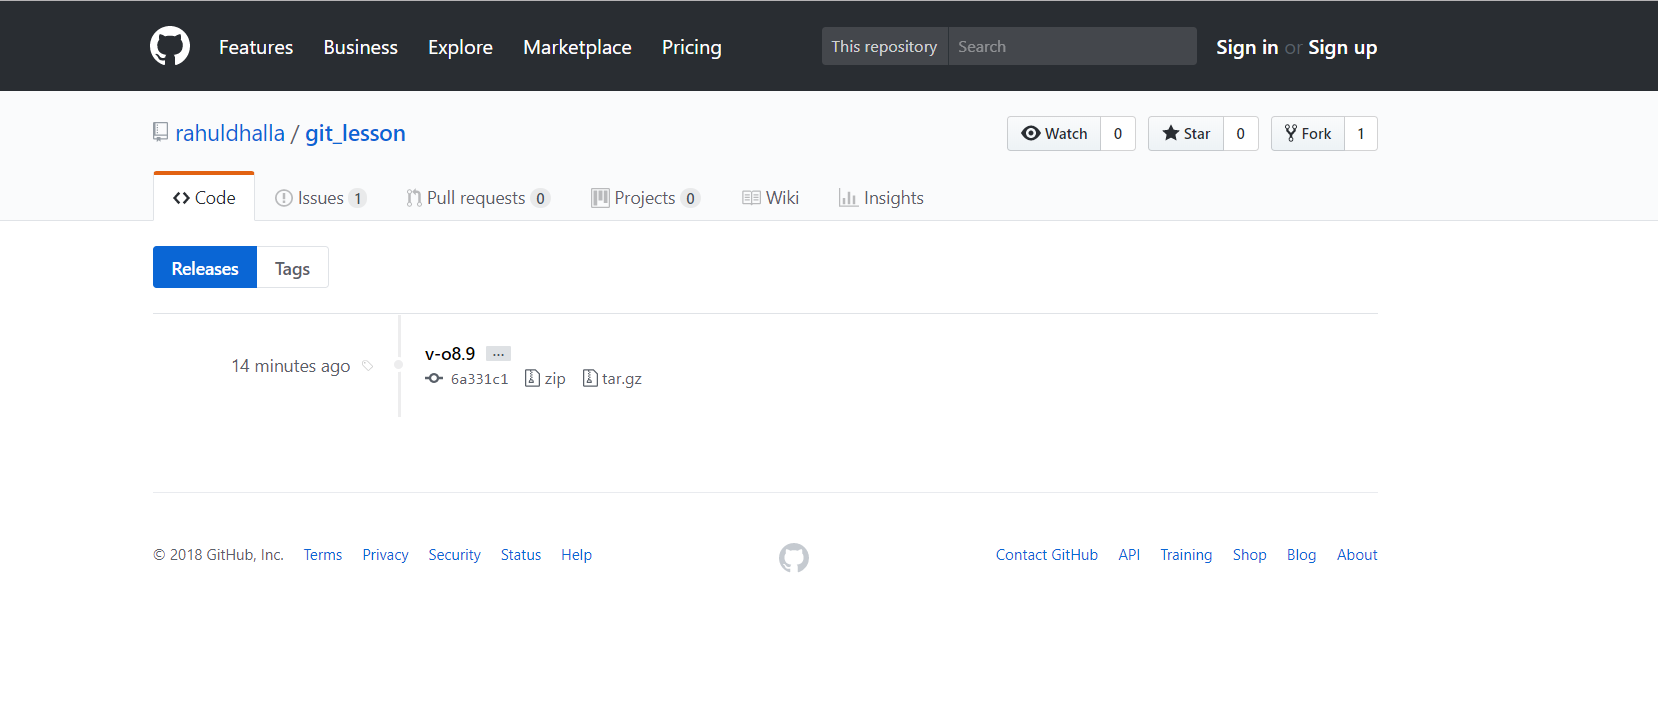 Features Business Explore Marketplace Pricing This repository Search Sign in or Sign up
rahuldhalla / git_lesson Watch 0 Star 0 Fork 1
Code Issues 1 Pull requests 0 Projects 0 Wiki Insights
Releases Tags
v-o8.9 ...
14 minutes ago
6a331c1 zip tar.gz
© 2018 GitHub, Inc. Terms Privacy Security Status Help Contact GitHub API Training Shop Blog About